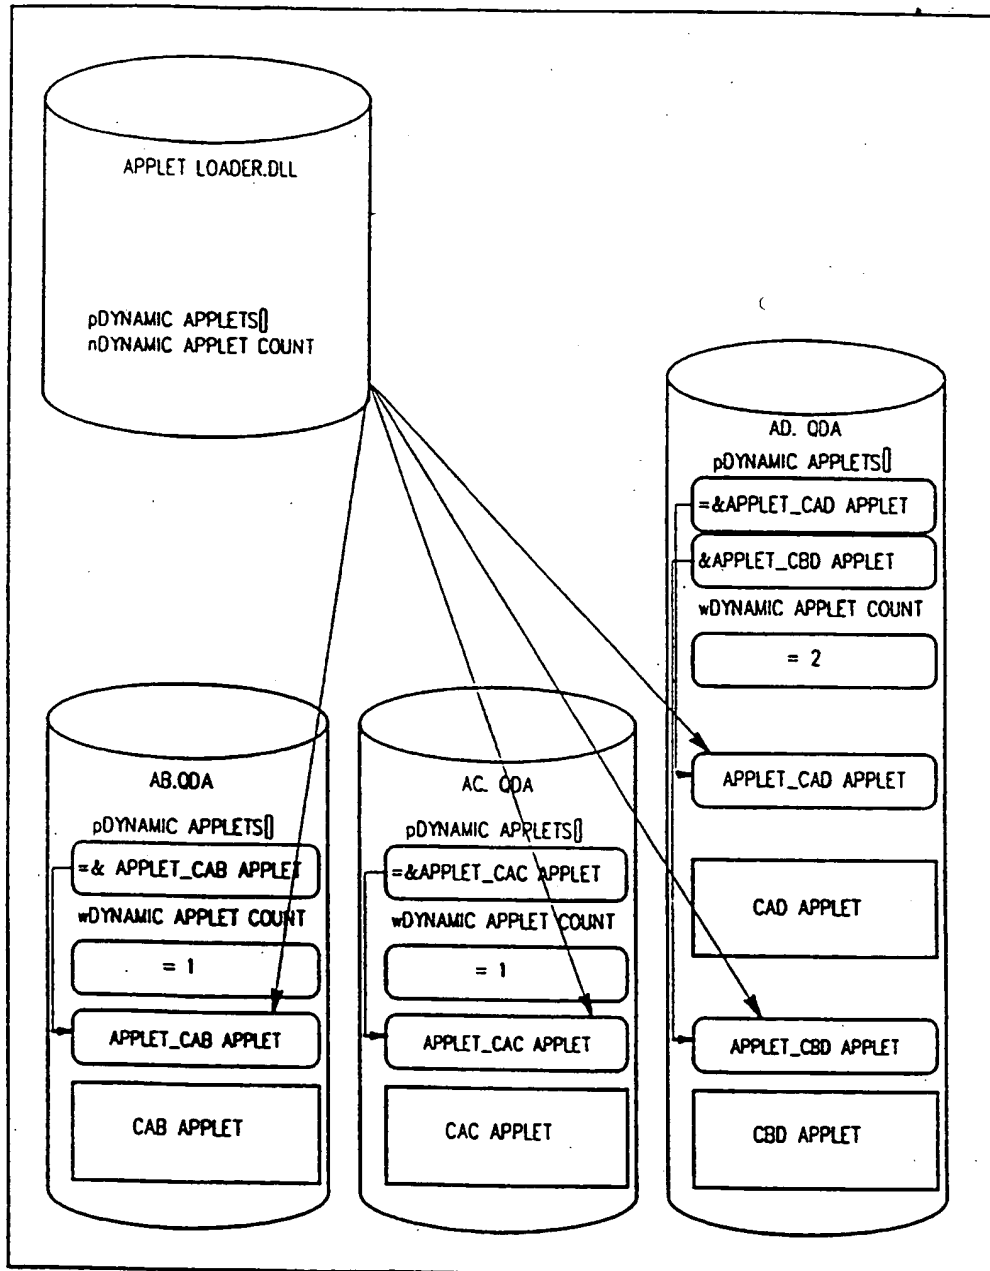 APPLET LOADER.DLL
pDYNAMIC APPLETS[]
nDYNAMIC APPLET COUNT
AD. QDA
pDYNAMIC APPLETS[]
=&APPLET_CAD APPLET
&APPLET_CBD APPLET
wDYNAMIC APPLET COUNT
= 2
APPLET_CAD APPLET
CAD APPLET
APPLET_CBD APPLET
CBD APPLET
AB.QDA
pDYNAMIC APPLETS[]
=& APPLET_CAB APPLET
wDYNAMIC APPLET COUNT
= 1
APPLET_CAB APPLET
CAB APPLET
AC. QDA
pDYNAMIC APPLETS[]
=&APPLET_CAC APPLET
wDYNAMIC APPLET COUNT
= 1
APPLET_CAC APPLET
CAC APPLET